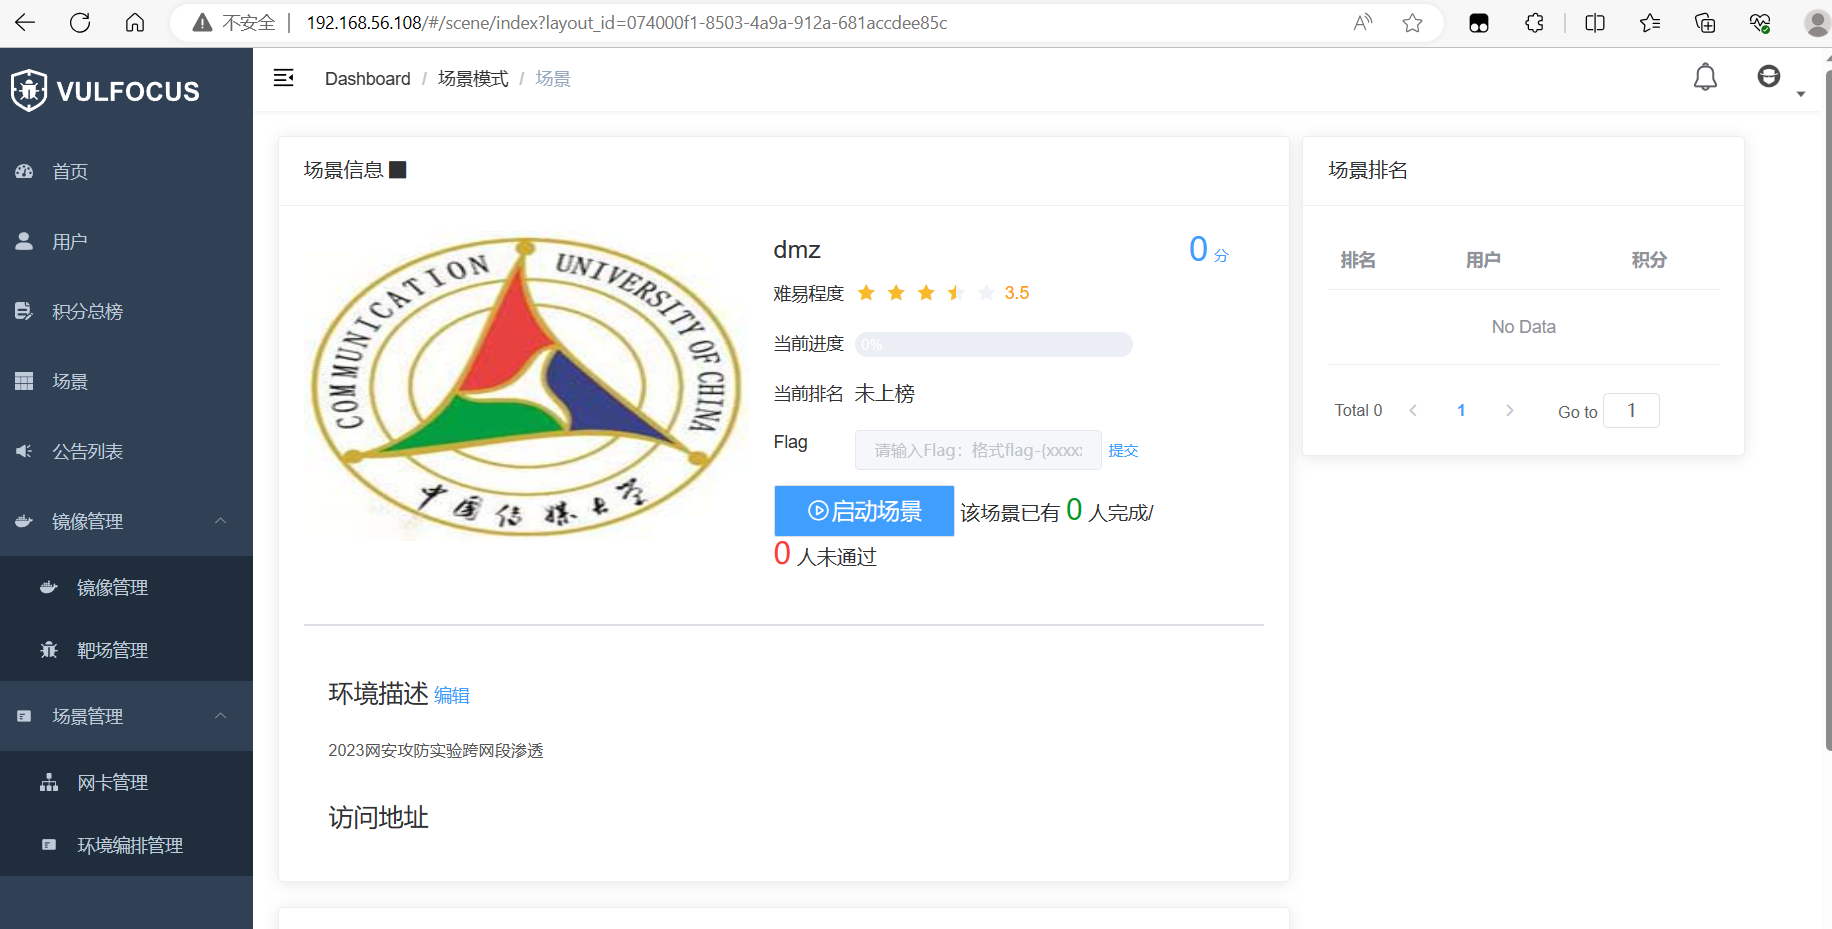 不安全
192.168.56.108/#/scene/index?layout_id=074000f1-8503-4a9a-912a-681accdee85c
VULFOCUS
Dashboard / 场景模式 / 场景
首页
用户
积分总榜
场景
公告列表
镜像管理
镜像管理
靶场管理
场景管理
网卡管理
环境编排管理
场景信息
COMMUNICATION UNIVERSITY OF CHINA
中国传媒大学
dmz
0 分
难易程度 3.5
当前进度 0%
当前排名 未上榜
Flag 请输入Flag：格式flag-{xxxx 提交
启动场景 该场景已有 0 人完成/
0 人未通过
环境描述 编辑
2023网安攻防实验跨网段渗透
访问地址
场景排名
排名 用户 积分
No Data
Total 0 1 Go to 1